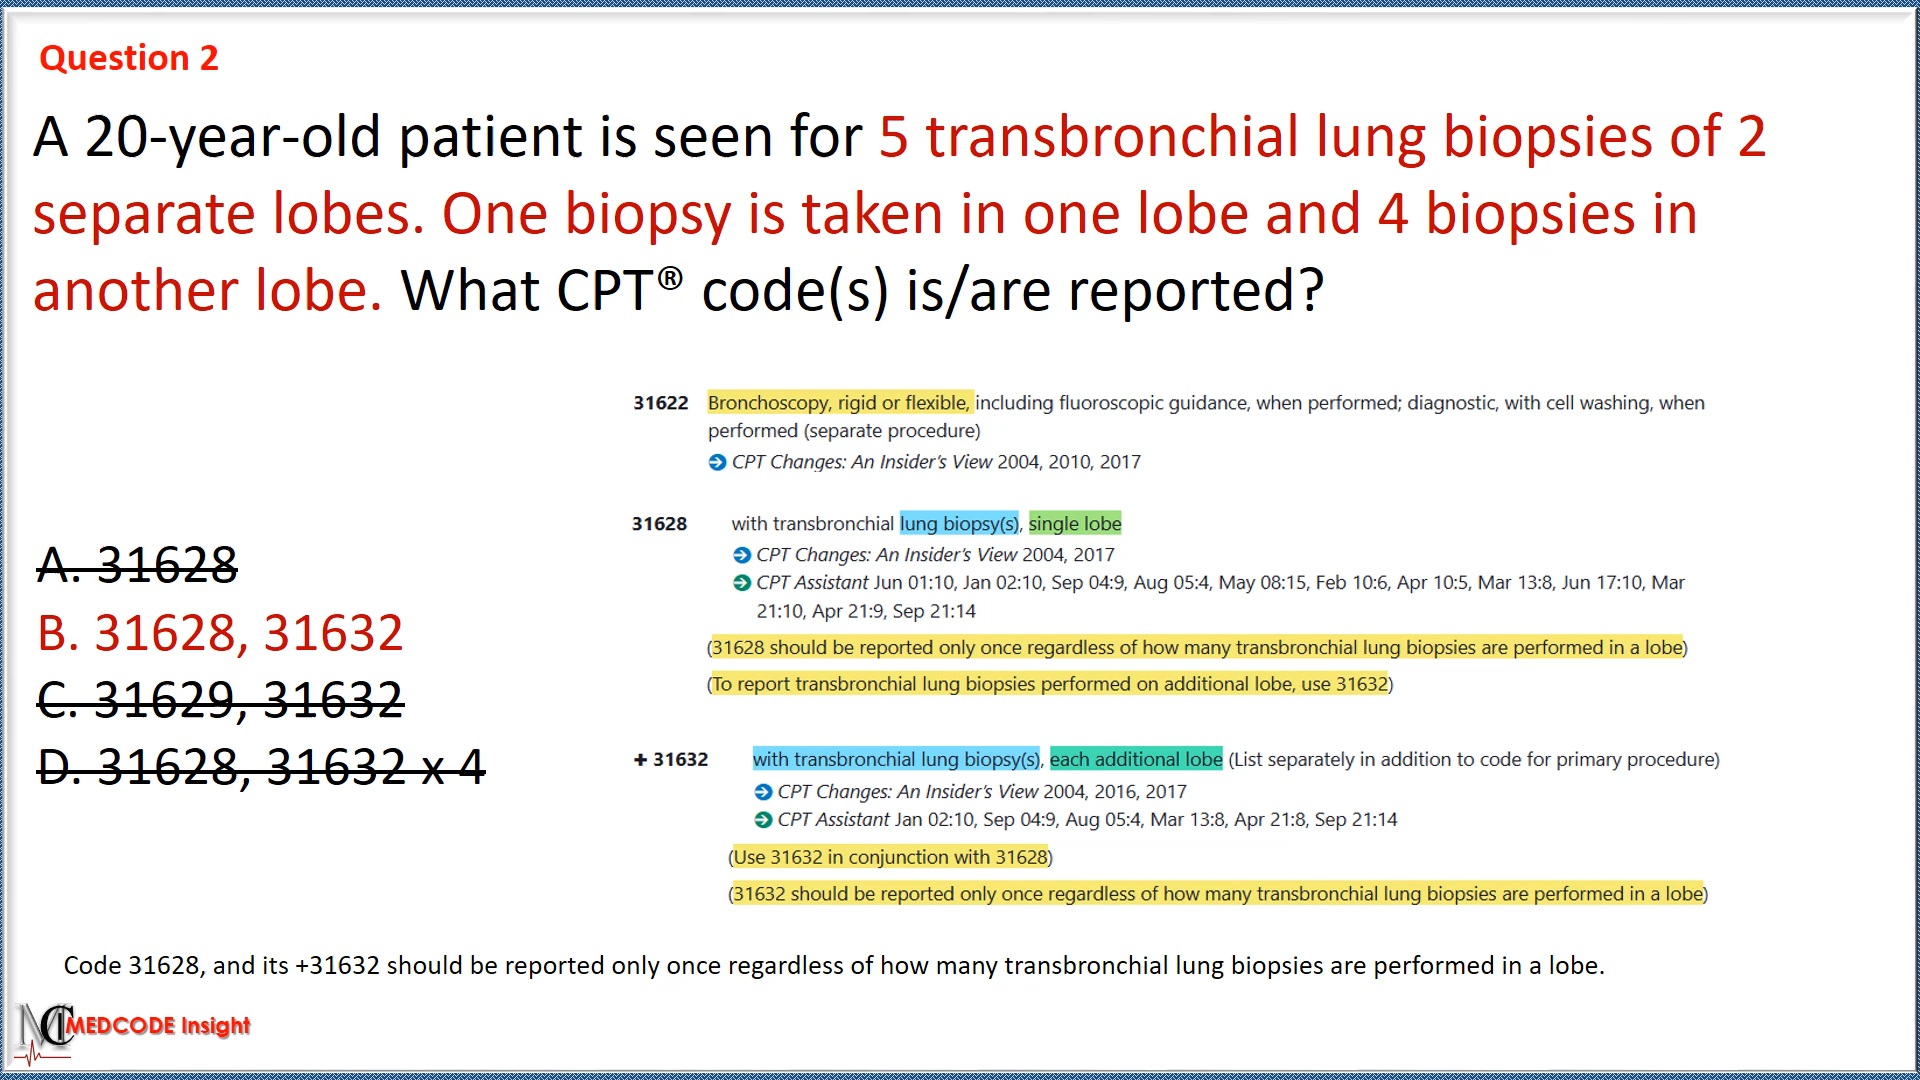 Question 2
A 20-year-old patient is seen for 5 transbronchial lung biopsies of 2
separate lobes. One biopsy is taken in one lobe and 4 biopsies in
another lobe. What CPT® code(s) is/are reported?
31622 Bronchoscopy, rigid or flexible, including fluoroscopic guidance, when performed; diagnostic, with cell washing, when
performed (separate procedure)
CPT Changes: An Insider's View 2004, 2010, 2017
31628 with transbronchial lung biopsy(s), single lobe
CPT Changes: An Insider's View 2004, 2017
CPT Assistant Jun 01:10, Jan 02:10, Sep 04:9, Aug 05:4, May 08:15, Feb 10:6, Apr 10:5, Mar 13:8, Jun 17:10, Mar
21:10, Apr 21:9, Sep 21:14
(31628 should be reported only once regardless of how many transbronchial lung biopsies are performed in a lobe)
(To report transbronchial lung biopsies performed on additional lobe, use 31632)
+ 31632 with transbronchial lung biopsy(s), each additional lobe (List separately in addition to code for primary procedure)
CPT Changes: An Insider's View 2004, 2016, 2017
CPT Assistant Jan 02:10, Sep 04:9, Aug 05:4, Mar 13:8, Apr 21:8, Sep 21:14
(Use 31632 in conjunction with 31628)
(31632 should be reported only once regardless of how many transbronchial lung biopsies are performed in a lobe)
A. 31628
B. 31628, 31632
C. 31629, 31632
D. 31628, 31632 x 4
Code 31628, and its +31632 should be reported only once regardless of how many transbronchial lung biopsies are performed in a lobe.
MC MEDCODE Insight